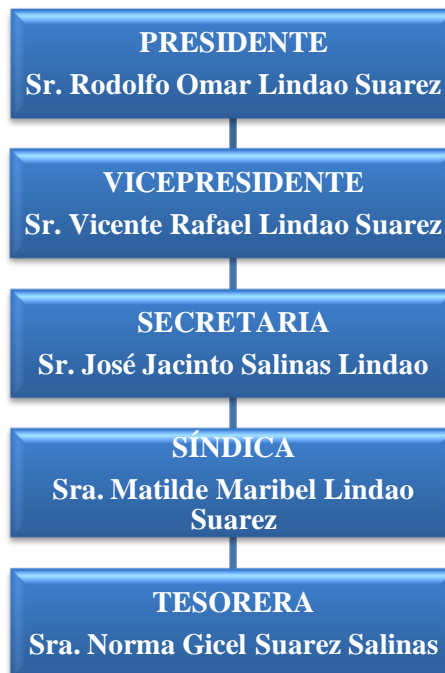 PRESIDENTE
Sr. Rodolfo Omar Lindao Suarez
VICEPRESIDENTE
Sr. Vicente Rafael Lindao Suarez
SECRETARIA
Sr. José Jacinto Salinas Lindao
SÍNDICA
Sra. Matilde Maribel Lindao
Suarez
TESORERA
Sra. Norma Gicel Suarez Salinas